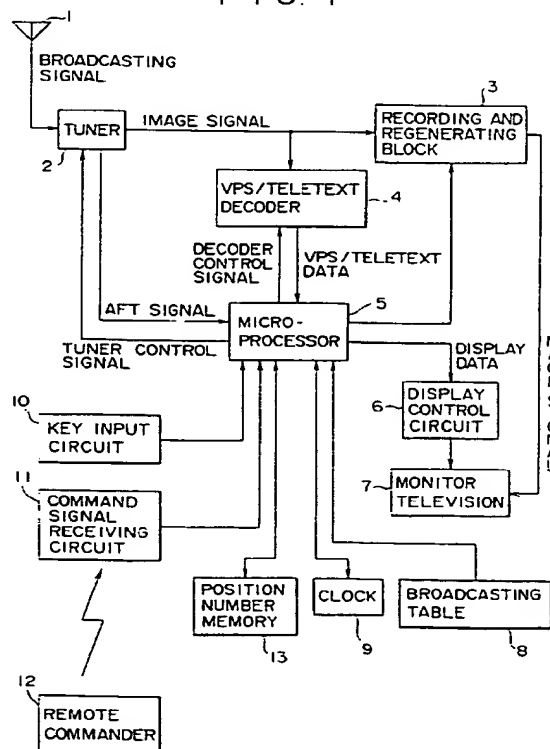 1
BROADCASTING
SIGNAL
TUNER
2
IMAGE SIGNAL
3
RECORDING AND
REGENERATING
BLOCK
VPS/TELETEXT
DECODER
4
DECODER
CONTROL
SIGNAL
VPS/TELETEXT
DATA
AFT SIGNAL
TUNER CONTROL
SIGNAL
5
MICRO-
PROCESSOR
DISPLAY
DATA
6
DISPLAY
CONTROL
CIRCUIT
7
MONITOR
TELEVISION
10
KEY INPUT
CIRCUIT
11
COMMAND
SIGNAL
RECEIVING
CIRCUIT
POSITION
NUMBER
MEMORY
13
CLOCK
9
BROADCASTING
TABLE
8
12
REMOTE
COMMANDER